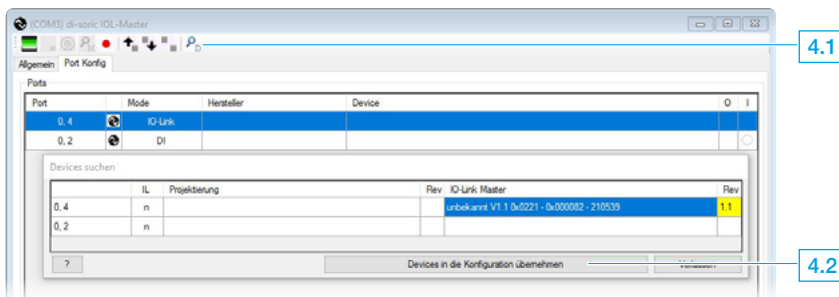 (COM3) di-soric IOL-Master
4.1
Allgemein Port Konfig
Ports
Port Mode Hersteller Device O I
0, 4 IO-Link
0, 2 DI
Devices suchen
IL Projektierung Rev IO-Link Master Rev
0, 4 n unbekannt V1.1 0x0221 - 0x000082 - 210539 1.1
0, 2 n
? Devices in die Konfiguration übernehmen Verlassen 4.2